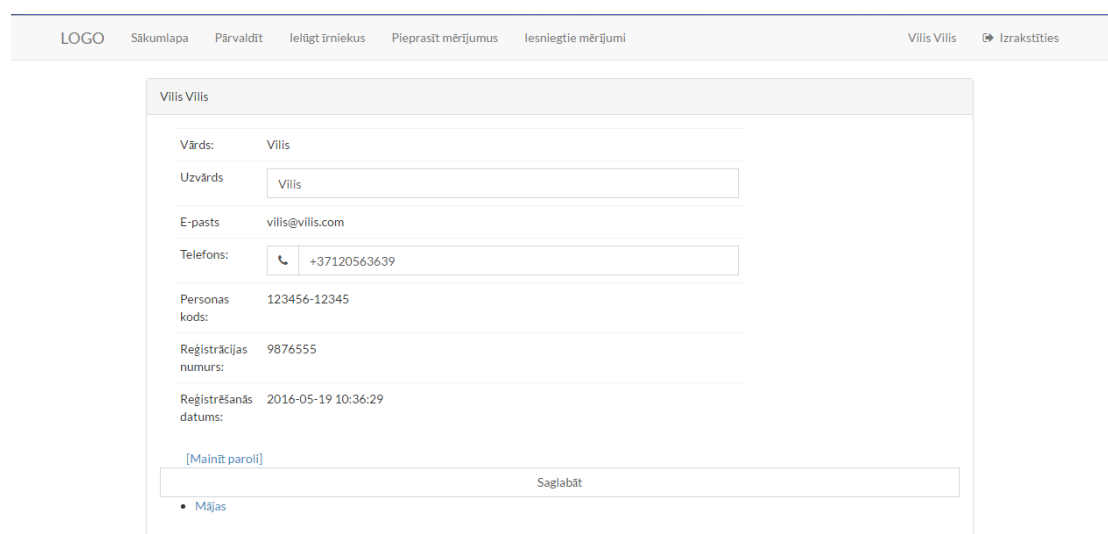 LOGO Sākumlapa Pārvaldīt Ielūgt īrniekus Pieprasīt mērījumus Iesniegtie mērījumi Vilis Vilis Izrakstīties
Vilis Vilis
Vārds: Vilis
Uzvārds Vilis
E-pasts vilis@vilis.com
Telefons: +37120563639
Personas 123456-12345
kods:
Reģistrācijas 9876555
numurs:
Reģistrēšanās 2016-05-19 10:36:29
datums:
[Mainīt paroli]
Saglabāt
Mājas